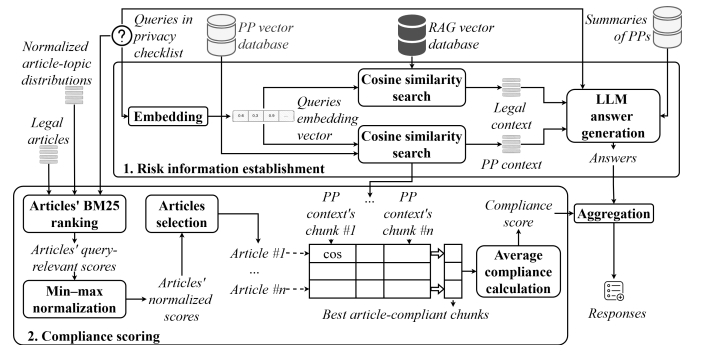 Normalized
article-topic
distributions
Queries in
privacy
checklist
?
PP vector
database
RAG vector
database
Summaries
of PPs
Legal
articles
Embedding
Queries
embedding
vector
Cosine similarity
search
Cosine similarity
search
Legal
context
PP context
LLM
answer
generation
Answers
1. Risk information establishment
Articles' BM25
ranking
Articles' query-
relevant scores
Min–max
normalization
Articles
selection
Articles'
normalized
scores
PP
context's
chunk #1
...
PP
context's
chunk #n
Article #1
...
Article #n
cos
Best article-compliant chunks
Compliance
score
Average
compliance
calculation
Aggregation
Responses
2. Compliance scoring